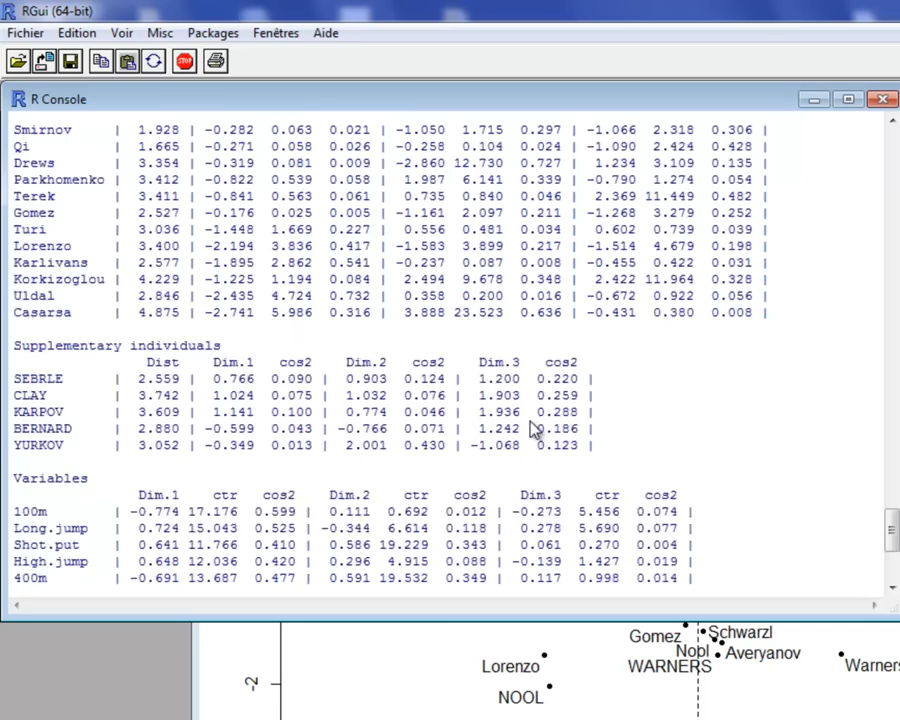 RGui (64-bit)
Fichier Edition Voir Misc Packages Fenêtres Aide
STOP
R Console
Smirnov | 1.928 | -0.282 0.063 0.021 | -1.050 1.715 0.297 | -1.066 2.318 0.306 |
Qi | 1.665 | -0.271 0.058 0.026 | -0.258 0.104 0.024 | -1.090 2.424 0.428 |
Drews | 3.354 | -0.319 0.081 0.009 | -2.860 12.730 0.727 | 1.234 3.109 0.135 |
Parkhomenko | 3.412 | -0.822 0.539 0.058 | 1.987 6.141 0.339 | -0.790 1.274 0.054 |
Terek | 3.411 | -0.841 0.563 0.061 | 0.735 0.840 0.046 | 2.369 11.449 0.482 |
Gomez | 2.527 | -0.176 0.025 0.005 | -1.161 2.097 0.211 | -1.268 3.279 0.252 |
Turi | 3.036 | -1.448 1.669 0.227 | 0.556 0.481 0.034 | 0.602 0.739 0.039 |
Lorenzo | 3.400 | -2.194 3.836 0.417 | -1.583 3.899 0.217 | -1.514 4.679 0.198 |
Karlivans | 2.577 | -1.895 2.862 0.541 | -0.237 0.087 0.008 | -0.455 0.422 0.031 |
Korkizoglou | 4.229 | -1.225 1.194 0.084 | 2.494 9.678 0.348 | 2.422 11.964 0.328 |
Uldal | 2.846 | -2.435 4.724 0.732 | 0.358 0.200 0.016 | -0.672 0.922 0.056 |
Casarsa | 4.875 | -2.741 5.986 0.316 | 3.888 23.523 0.636 | -0.431 0.380 0.008 |
Supplementary individuals
Dist Dim.1 cos2 Dim.2 cos2 Dim.3 cos2
SEBRLE | 2.559 | 0.766 0.090 | 0.903 0.124 | 1.200 0.220 |
CLAY | 3.742 | 1.024 0.075 | 1.032 0.076 | 1.903 0.259 |
KARPOV | 3.609 | 1.141 0.100 | 0.774 0.046 | 1.936 0.288 |
BERNARD | 2.880 | -0.599 0.043 | -0.766 0.071 | 1.242 0.186 |
YURKOV | 3.052 | -0.349 0.013 | 2.001 0.430 | -1.068 0.123 |
Variables
Dim.1 ctr cos2 Dim.2 ctr cos2 Dim.3 ctr cos2
100m | -0.774 17.176 0.599 | 0.111 0.692 0.012 | -0.273 5.456 0.074 |
Long.jump | 0.724 15.043 0.525 | -0.344 6.614 0.118 | 0.278 5.690 0.077 |
Shot.put | 0.641 11.766 0.410 | 0.586 19.229 0.343 | 0.061 0.270 0.004 |
High.jump | 0.648 12.036 0.420 | 0.296 4.915 0.088 | -0.139 1.427 0.019 |
400m | -0.691 13.687 0.477 | 0.591 19.532 0.349 | 0.117 0.998 0.014 |
Gomez Schwarzl
Nool Averyanov
Lorenzo WARNERS Warners
-2
NOOL